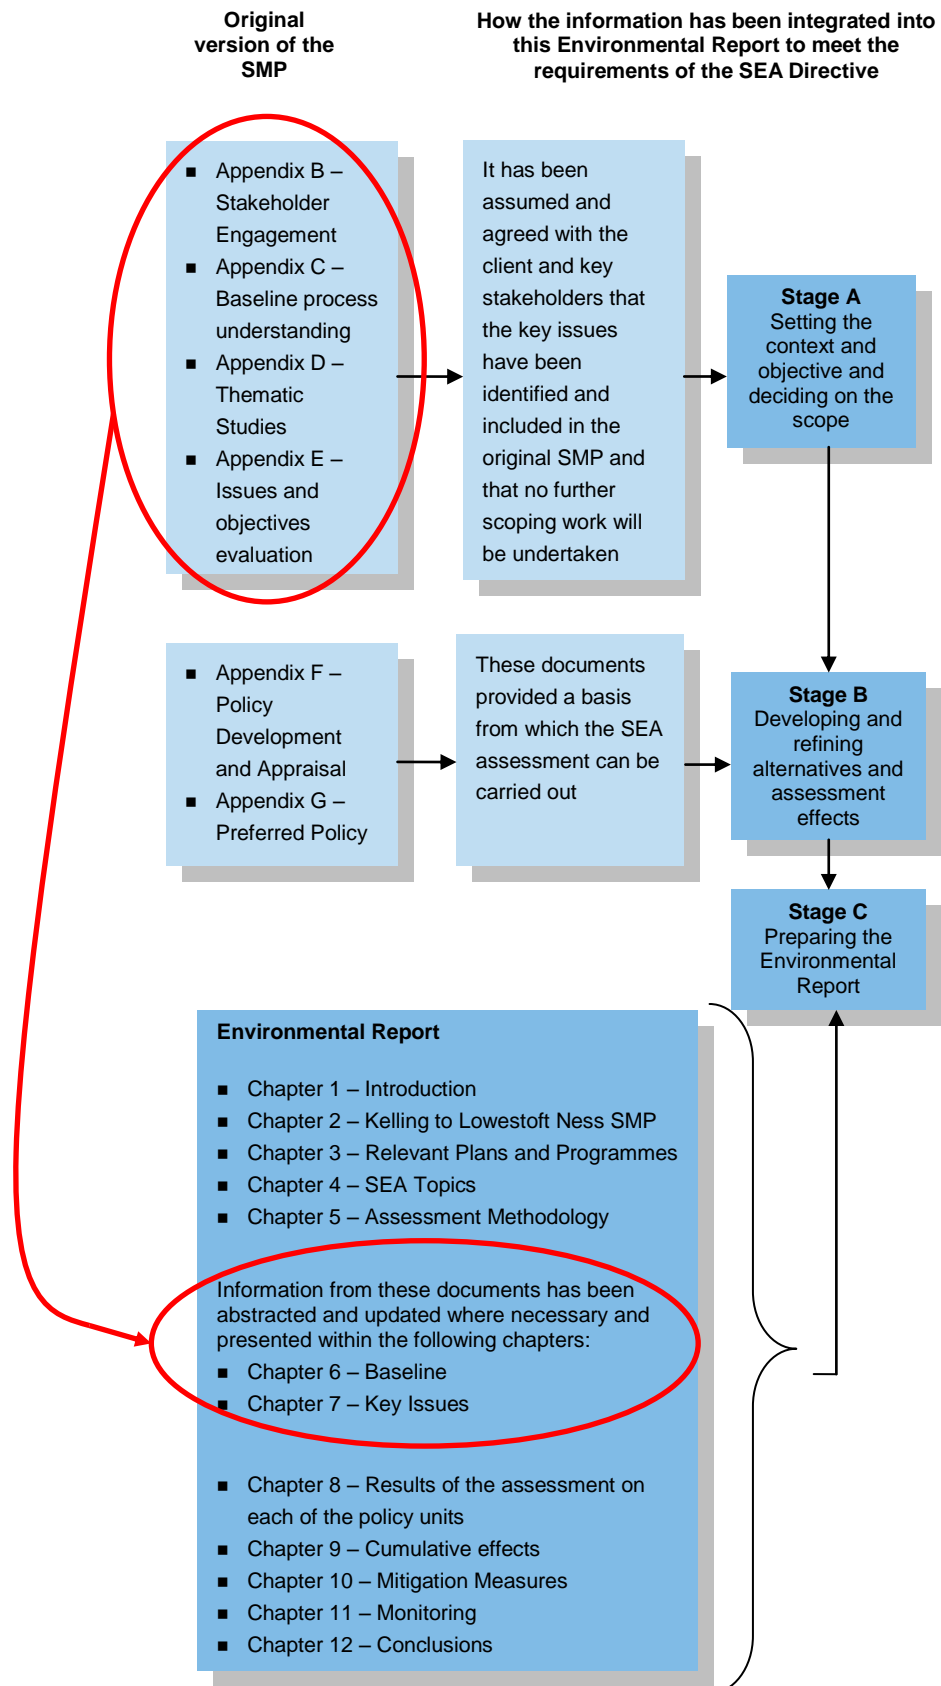 Original
version of the
SMP
How the information has been integrated into
this Environmental Report to meet the
requirements of the SEA Directive
■ Appendix B –
Stakeholder
Engagement
■ Appendix C –
Baseline process
understanding
■ Appendix D –
Thematic
Studies
■ Appendix E –
Issues and
objectives
evaluation
It has been
assumed and
agreed with the
client and key
stakeholders that
the key issues
have been
identified and
included in the
original SMP and
that no further
scoping work will
be undertaken
Stage A
Setting the
context and
objective and
deciding on the
scope
■ Appendix F –
Policy
Development
and Appraisal
■ Appendix G –
Preferred Policy
These documents
provided a basis
from which the SEA
assessment can be
carried out
Stage B
Developing and
refining
alternatives and
assessment
effects
Stage C
Preparing the
Environmental
Report
Environmental Report
■ Chapter 1 – Introduction
■ Chapter 2 – Kelling to Lowestoft Ness SMP
■ Chapter 3 – Relevant Plans and Programmes
■ Chapter 4 – SEA Topics
■ Chapter 5 – Assessment Methodology
Information from these documents has been
abstracted and updated where necessary and
presented within the following chapters:
■ Chapter 6 – Baseline
■ Chapter 7 – Key Issues
■ Chapter 8 – Results of the assessment on
each of the policy units
■ Chapter 9 – Cumulative effects
■ Chapter 10 – Mitigation Measures
■ Chapter 11 – Monitoring
■ Chapter 12 – Conclusions